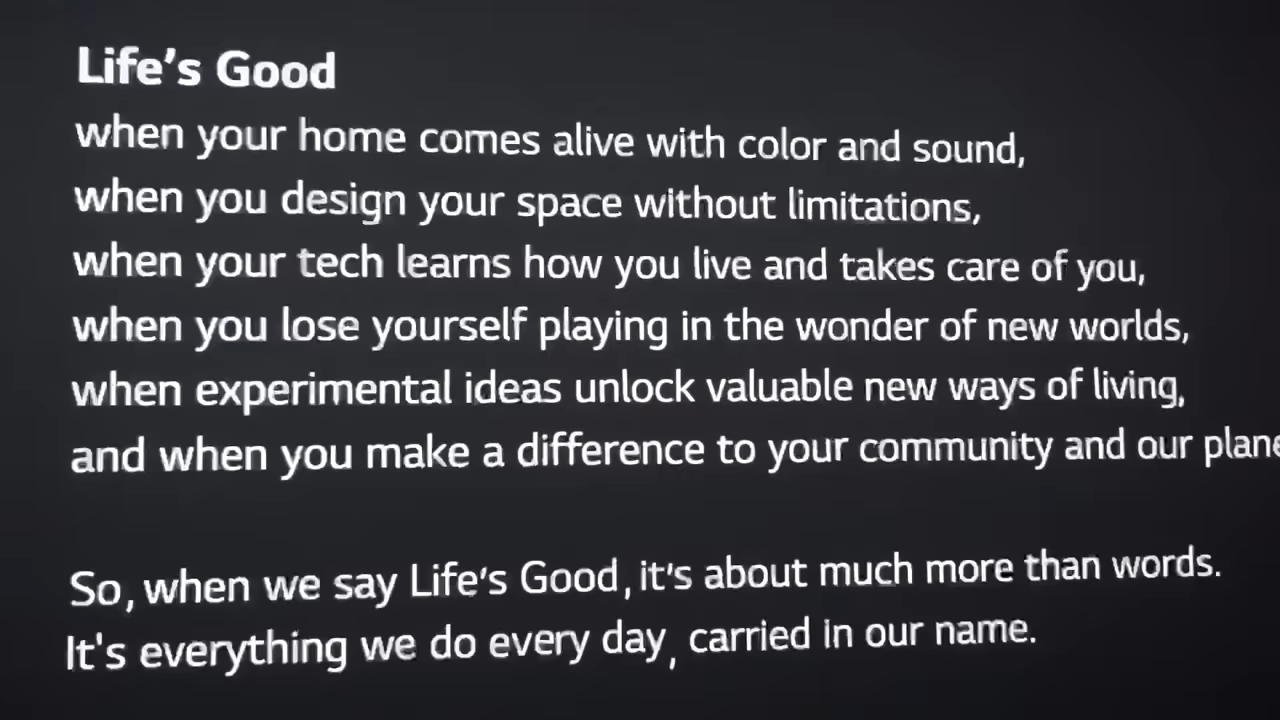 Life's Good
when your home comes alive with color and sound,
when you design your space without limitations,
when your tech learns how you live and takes care of you,
when you lose yourself playing in the wonder of new worlds,
when experimental ideas unlock valuable new ways of living,
and when you make a difference to your community and our plane
So, when we say Life's Good, it's about much more than words.
It's everything we do every day, carried in our name.